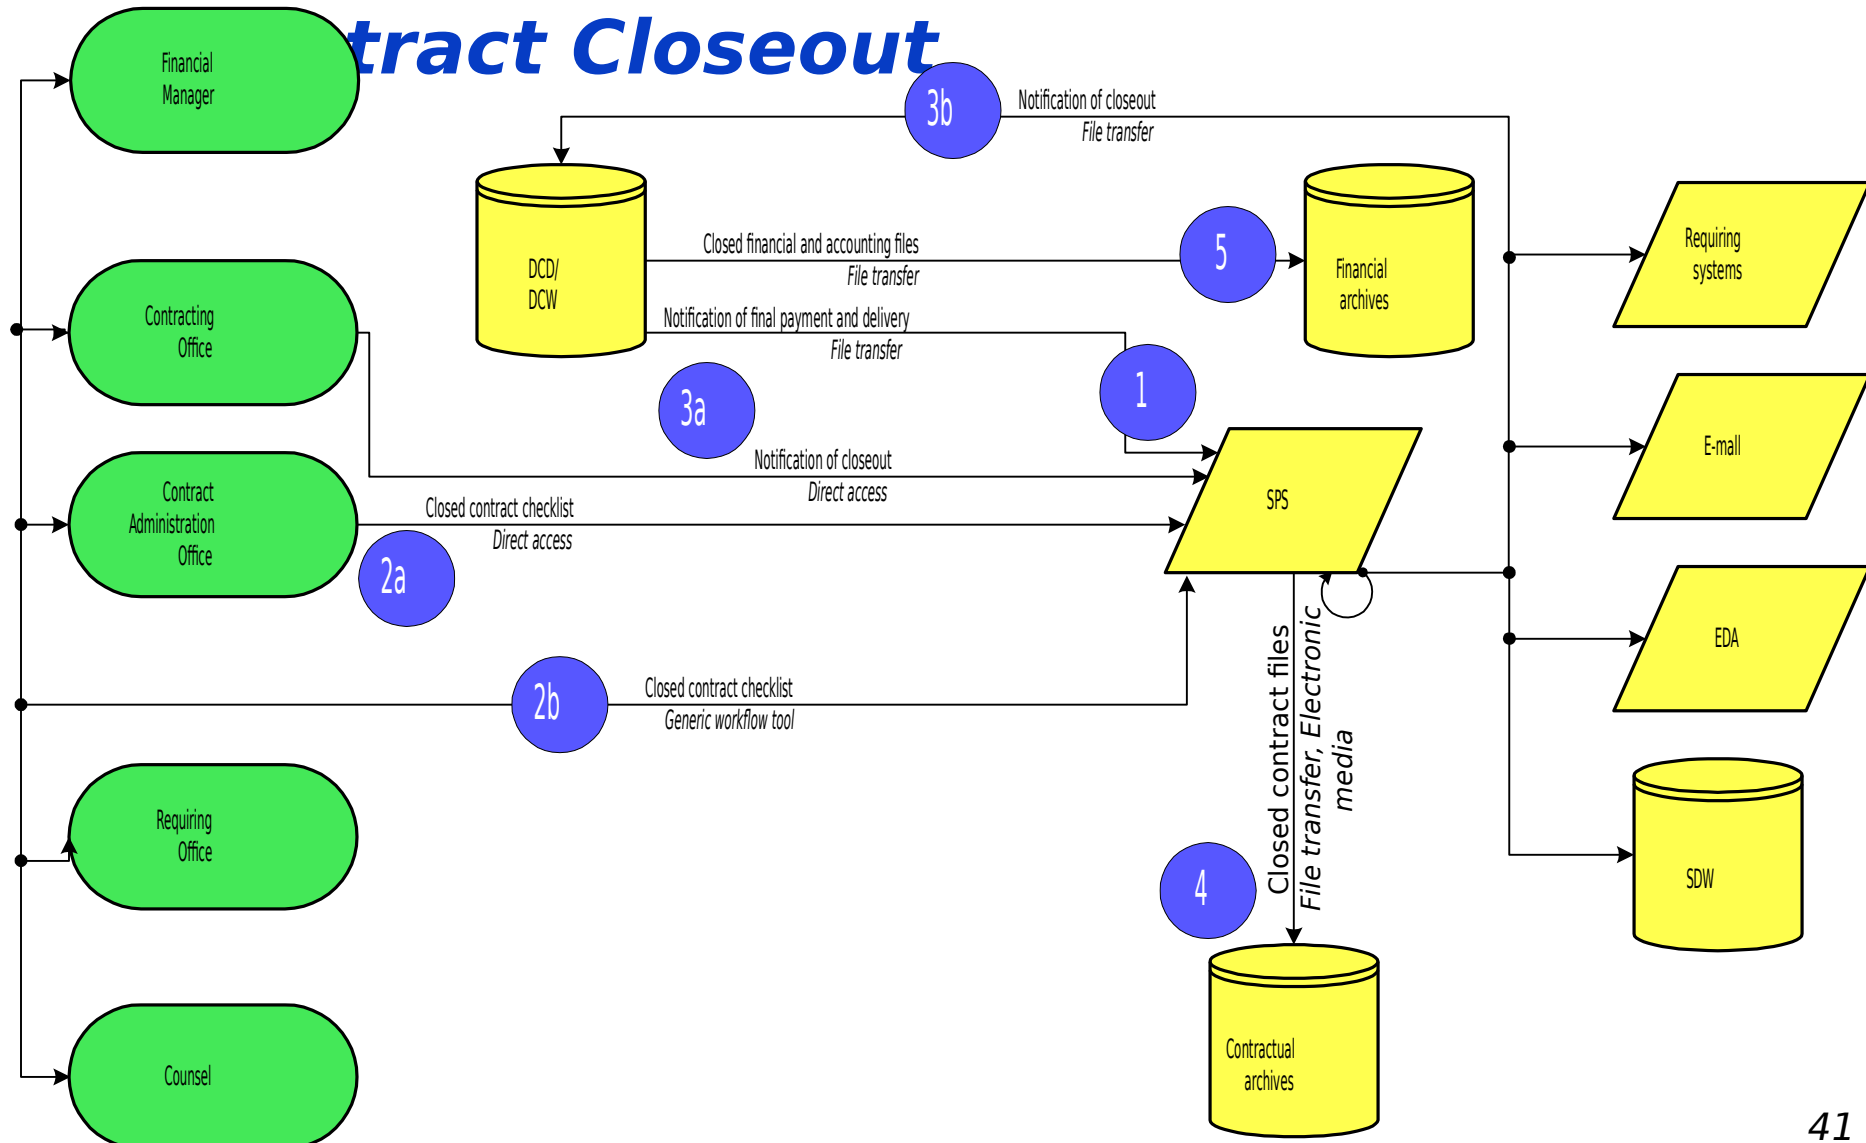 tract Closeout
Financial
Manager
3b
Notification of closeout
File transfer
Closed financial and accounting files
File transfer
5
Requiring
systems
DCD/
DCW
Financial
archives
Contracting
Office
Notification of final payment and delivery
File transfer
3a
1
E-mall
Notification of closeout
Direct access
Contract
Administration
Office
Closed contract checklist
Direct access
SPS
2a
EDA
Closed contract files
File transfer, Electronic
media
2b
Closed contract checklist
Generic workflow tool
Requiring
Office
4
SDW
Contractual
archives
Counsel
41